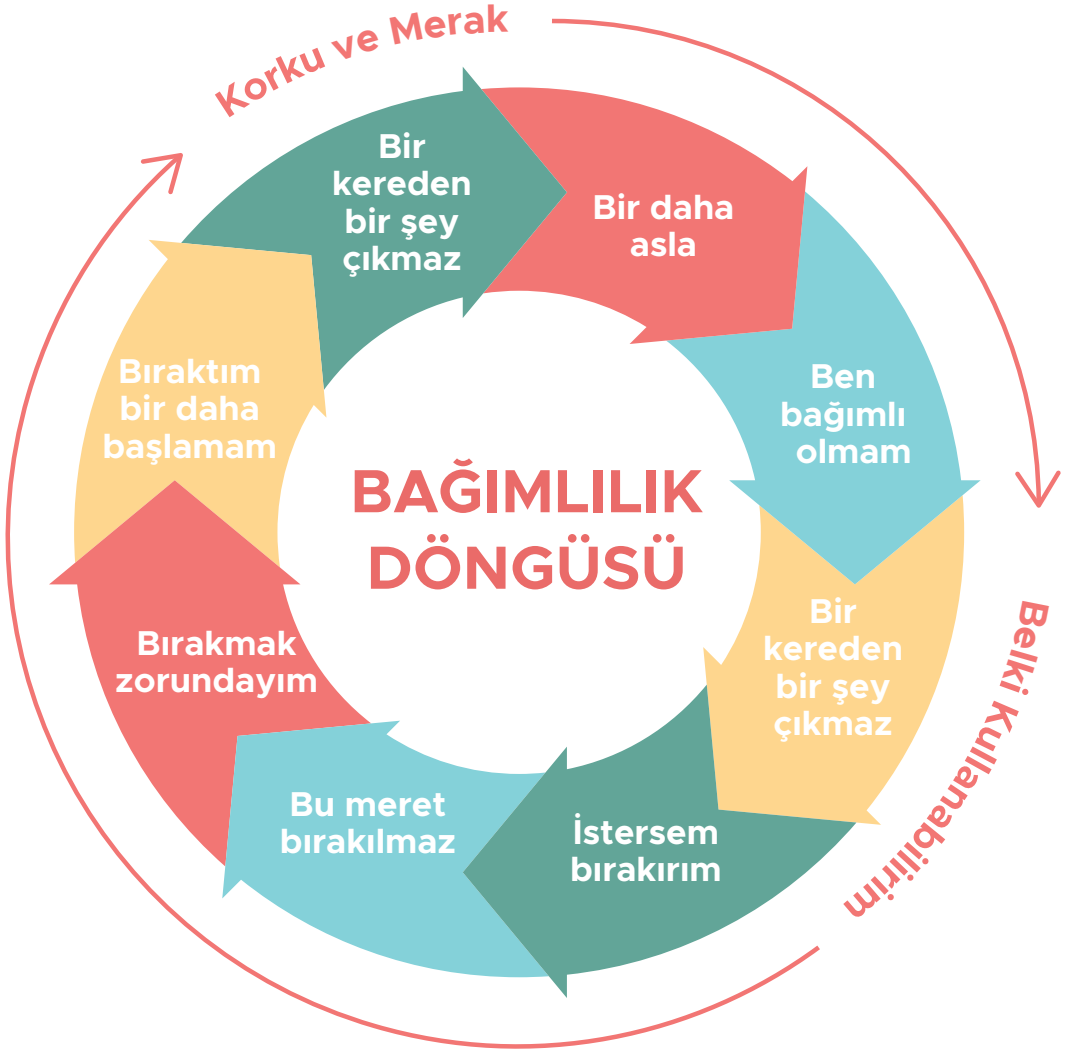 Korku ve Merak
Bir
kereden
bir şey
çıkmaz
Bir daha
asla
Ben
bağımlı
olmam
Bir
kereden
bir şey
çıkmaz
Belki Kullanabilirim
İstersem
bırakırım
Bu meret
bırakılmaz
Bırakmak
zorundayım
Bıraktım
bir daha
başlamam
BAĞIMLILIK
DÖNGÜSÜ